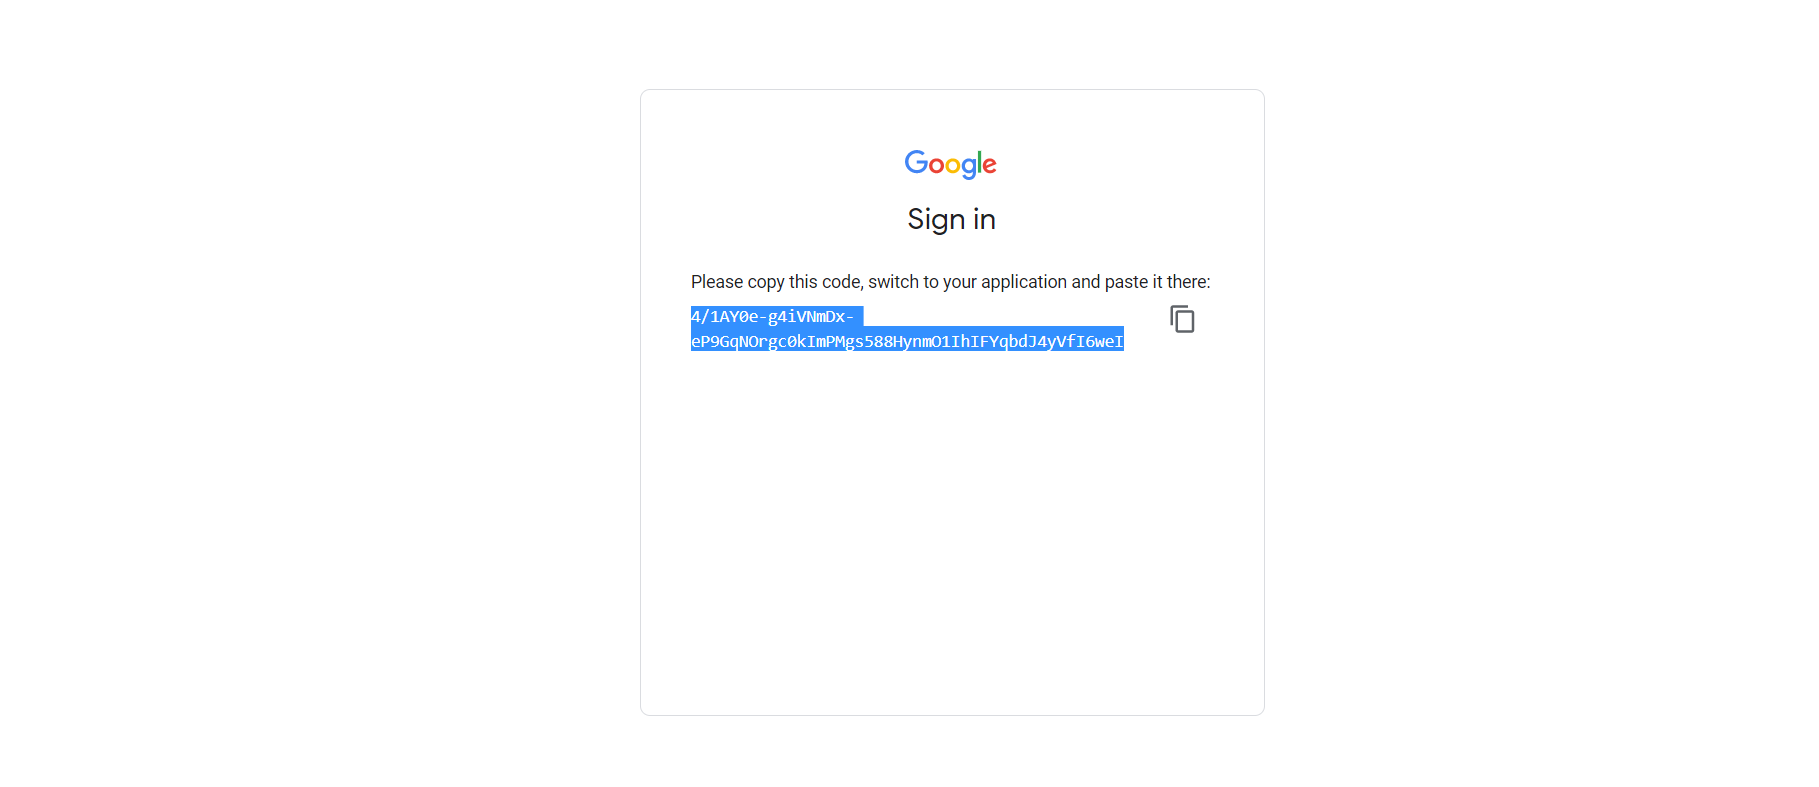 Google
Sign in
Please copy this code, switch to your application and paste it there:
4/1AY0e-g4iVNmDx-
eP9GqNOrgc0kImPMgs588HynmO1IhIFYqbdJ4yVfI6weI